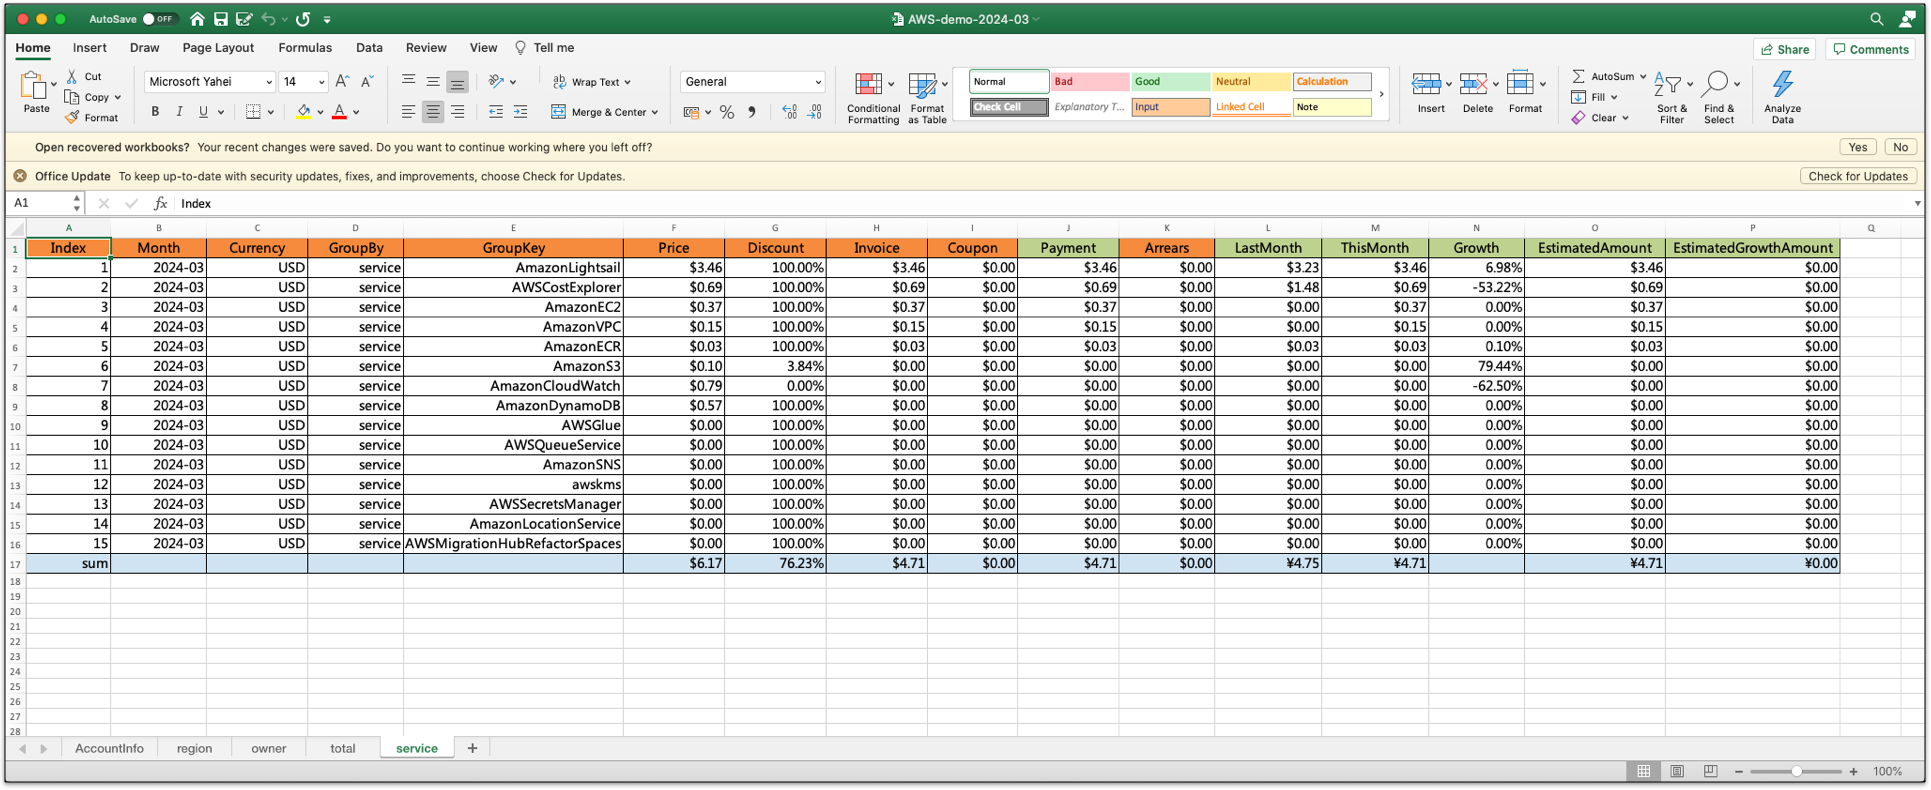 AutoSave OFF AWS-demo-2024-03
Home Insert Draw Page Layout Formulas Data Review View Tell me Share Comments
Cut Microsoft Yahei 14 A A Wrap Text General Normal Bad Good Neutral Calculation AutoSum
Copy Fill
Paste Format B I U A Merge & Center % Conditional Formatting Format as Table Check Cell Explanatory T... Input Linked Cell Note Insert Delete Format Clear Sort & Filter Find & Select Analyze Data
Open recovered workbooks? Your recent changes were saved. Do you want to continue working where you left off? Yes No
Office Update To keep up-to-date with security updates, fixes, and improvements, choose Check for Updates. Check for Updates
A1 fx Index
A B C D E F G H I J K L M N O P Q
1 Index Month Currency GroupBy GroupKey Price Discount Invoice Coupon Payment Arrears LastMonth ThisMonth Growth EstimatedAmount EstimatedGrowthAmount
2 1 2024-03 USD service AmazonLightsail $3.46 100.00% $3.46 $0.00 $3.46 $0.00 $3.23 $3.46 6.98% $3.46 $0.00
3 2 2024-03 USD service AWSCostExplorer $0.69 100.00% $0.69 $0.00 $0.69 $0.00 $1.48 $0.69 -53.22% $0.69 $0.00
4 3 2024-03 USD service AmazonEC2 $0.37 100.00% $0.37 $0.00 $0.37 $0.00 $0.00 $0.37 0.00% $0.37 $0.00
5 4 2024-03 USD service AmazonVPC $0.15 100.00% $0.15 $0.00 $0.15 $0.00 $0.00 $0.15 0.00% $0.15 $0.00
6 5 2024-03 USD service AmazonECR $0.03 100.00% $0.03 $0.00 $0.03 $0.00 $0.03 $0.03 0.10% $0.03 $0.00
7 6 2024-03 USD service AmazonS3 $0.10 3.84% $0.00 $0.00 $0.00 $0.00 $0.00 $0.00 79.44% $0.00 $0.00
8 7 2024-03 USD service AmazonCloudWatch $0.79 0.00% $0.00 $0.00 $0.00 $0.00 $0.00 $0.00 -62.50% $0.00 $0.00
9 8 2024-03 USD service AmazonDynamoDB $0.57 100.00% $0.00 $0.00 $0.00 $0.00 $0.00 $0.00 0.00% $0.00 $0.00
10 9 2024-03 USD service AWSGlue $0.00 100.00% $0.00 $0.00 $0.00 $0.00 $0.00 $0.00 0.00% $0.00 $0.00
11 10 2024-03 USD service AWSQueueService $0.00 100.00% $0.00 $0.00 $0.00 $0.00 $0.00 $0.00 0.00% $0.00 $0.00
12 11 2024-03 USD service AmazonSNS $0.00 100.00% $0.00 $0.00 $0.00 $0.00 $0.00 $0.00 0.00% $0.00 $0.00
13 12 2024-03 USD service awskms $0.00 100.00% $0.00 $0.00 $0.00 $0.00 $0.00 $0.00 0.00% $0.00 $0.00
14 13 2024-03 USD service AWSSecretsManager $0.00 100.00% $0.00 $0.00 $0.00 $0.00 $0.00 $0.00 0.00% $0.00 $0.00
15 14 2024-03 USD service AmazonLocationService $0.00 100.00% $0.00 $0.00 $0.00 $0.00 $0.00 $0.00 0.00% $0.00 $0.00
16 15 2024-03 USD service AWSMigrationHubRefactorSpaces $0.00 100.00% $0.00 $0.00 $0.00 $0.00 $0.00 $0.00 0.00% $0.00 $0.00
17 sum $6.17 76.23% $4.71 $0.00 $4.71 $0.00 ¥4.75 ¥4.71 ¥4.71 ¥0.00
18
19
20
21
22
23
24
25
26
27
28
AccountInfo region owner total service +
100%